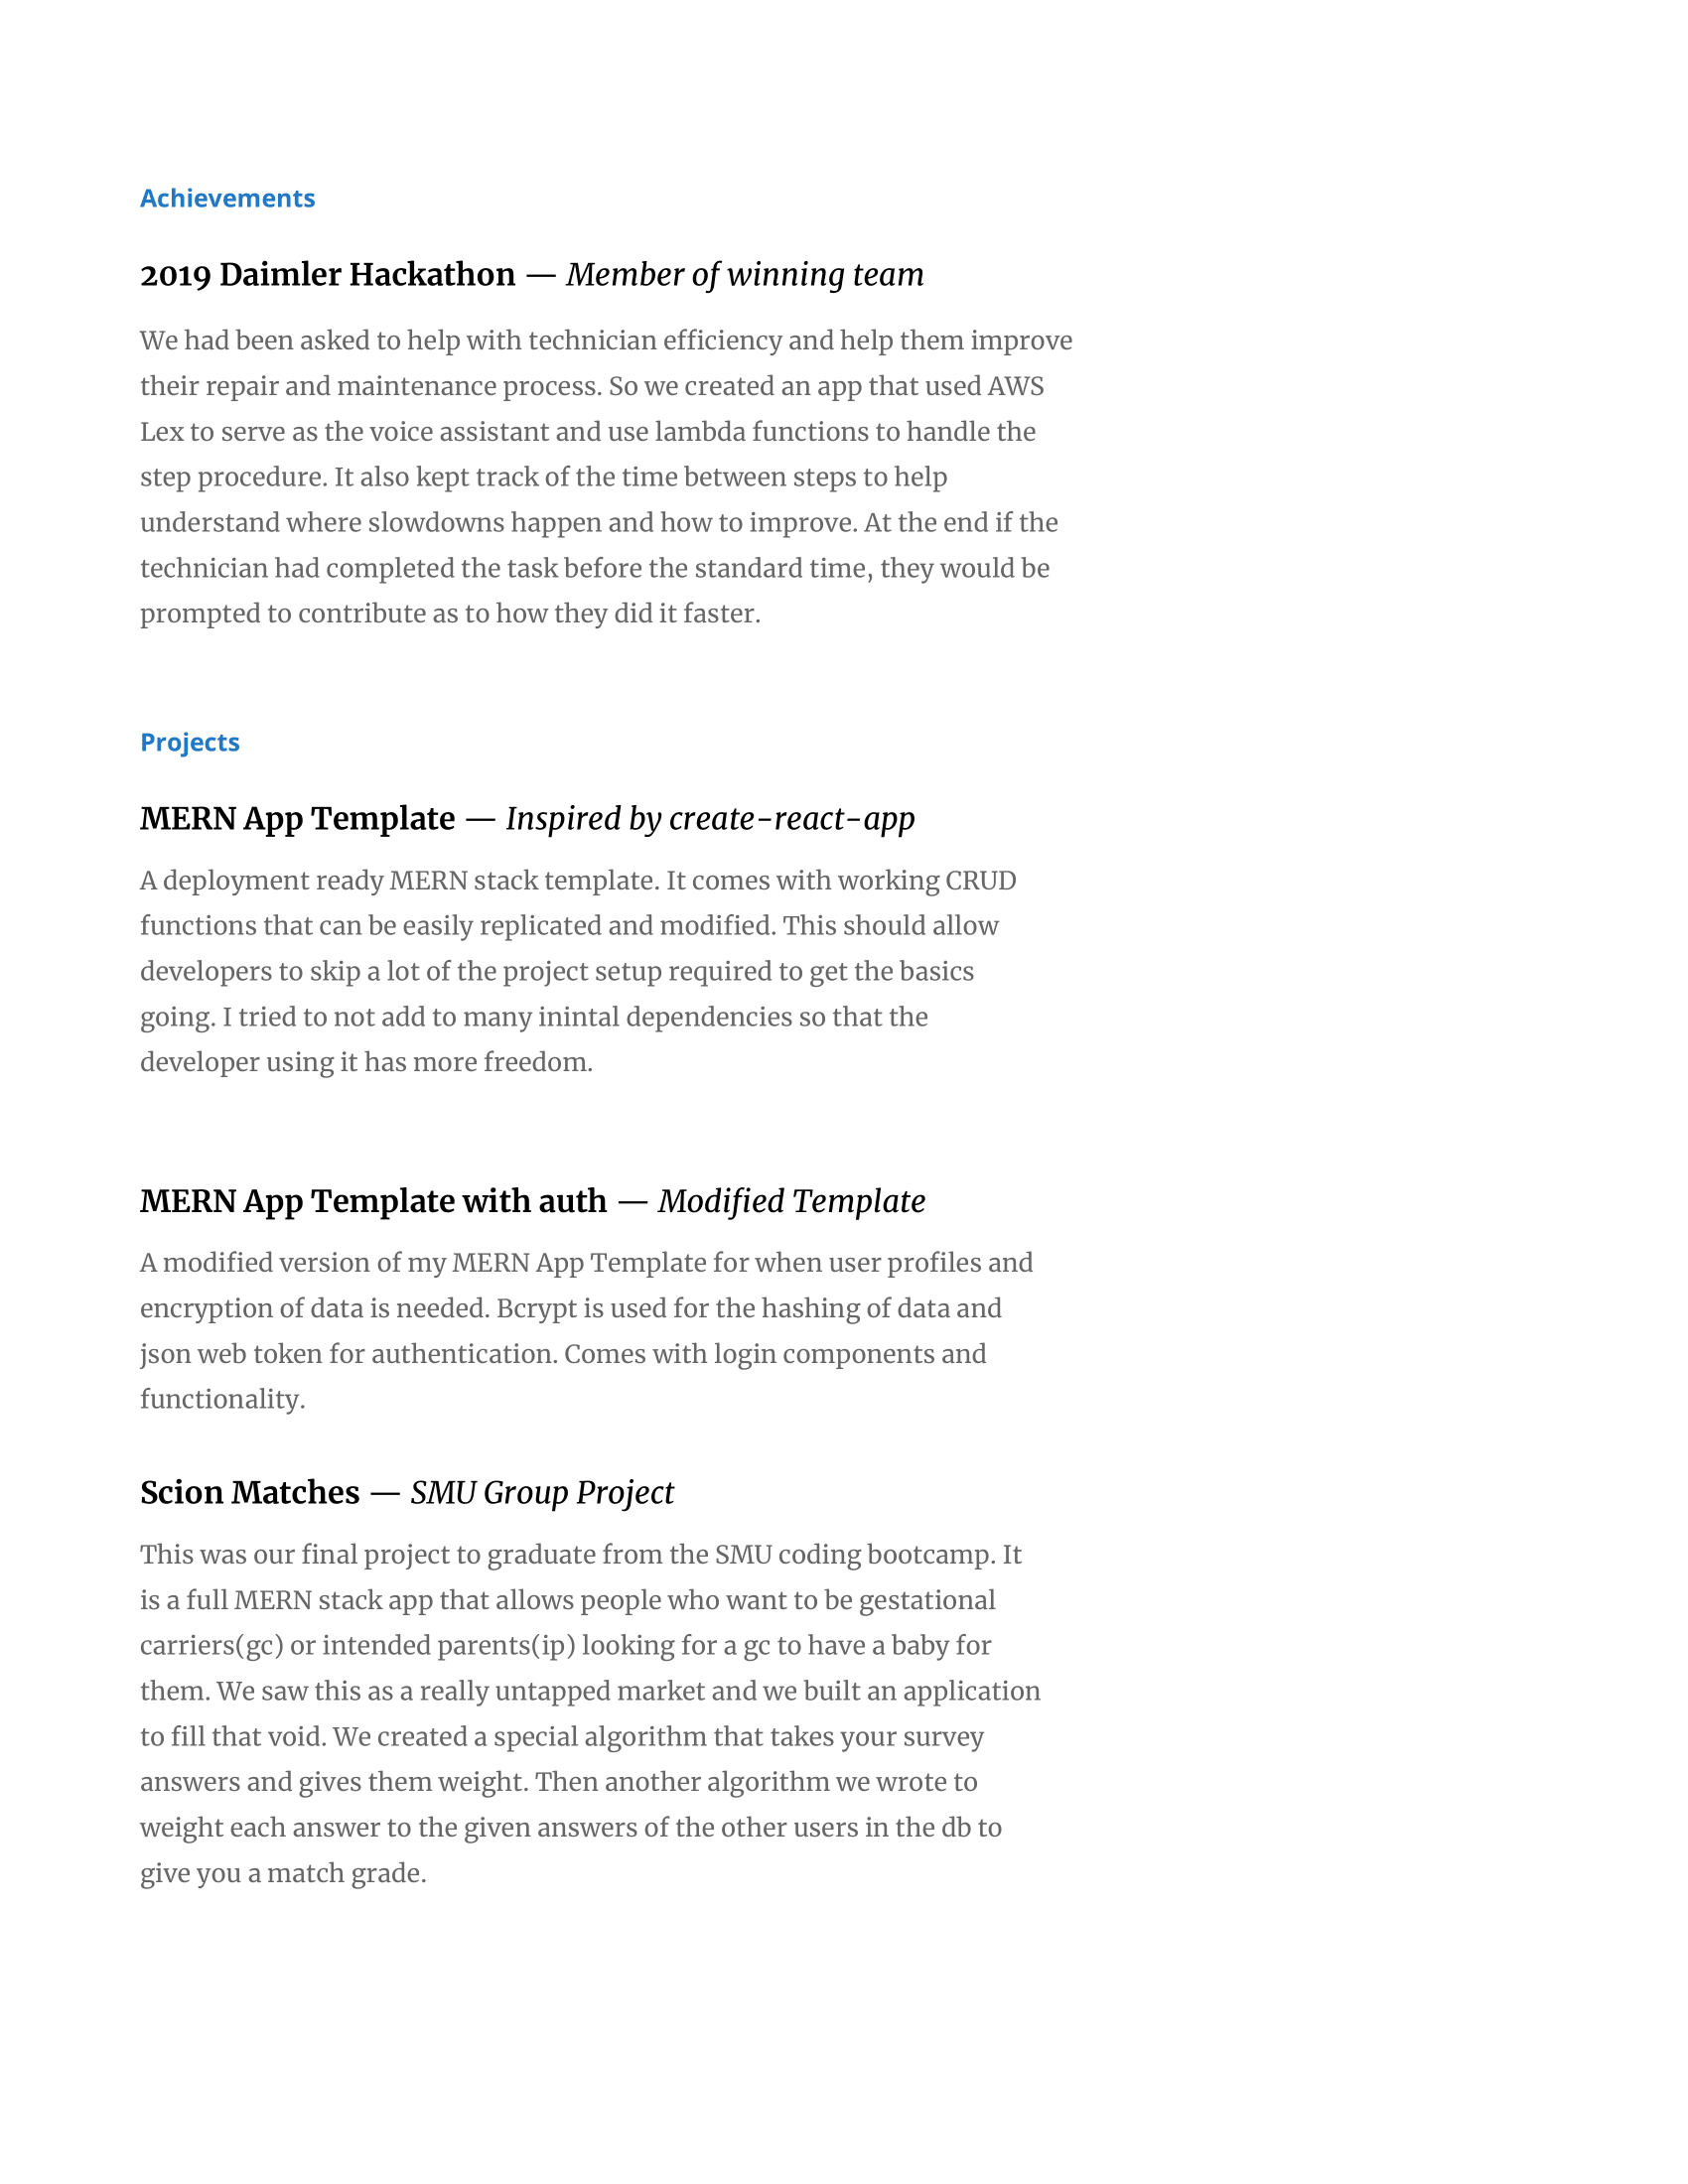 Achievements
2019 Daimler Hackathon — Member of winning team
We had been asked to help with technician efficiency and help them improve
their repair and maintenance process. So we created an app that used AWS
Lex to serve as the voice assistant and use lambda functions to handle the
step procedure. It also kept track of the time between steps to help
understand where slowdowns happen and how to improve. At the end if the
technician had completed the task before the standard time, they would be
prompted to contribute as to how they did it faster.
Projects
MERN App Template — Inspired by create-react-app
A deployment ready MERN stack template. It comes with working CRUD
functions that can be easily replicated and modified. This should allow
developers to skip a lot of the project setup required to get the basics
going. I tried to not add to many inintal dependencies so that the
developer using it has more freedom.
MERN App Template with auth — Modified Template
A modified version of my MERN App Template for when user profiles and
encryption of data is needed. Bcrypt is used for the hashing of data and
json web token for authentication. Comes with login components and
functionality.
Scion Matches — SMU Group Project
This was our final project to graduate from the SMU coding bootcamp. It
is a full MERN stack app that allows people who want to be gestational
carriers(gc) or intended parents(ip) looking for a gc to have a baby for
them. We saw this as a really untapped market and we built an application
to fill that void. We created a special algorithm that takes your survey
answers and gives them weight. Then another algorithm we wrote to
weight each answer to the given answers of the other users in the db to
give you a match grade.